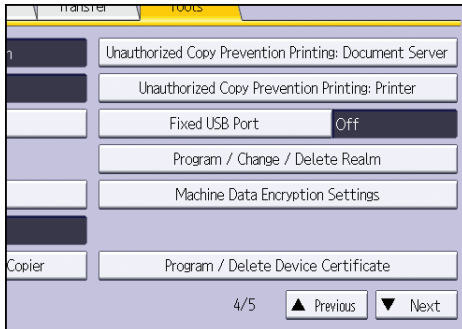 Transfer
Tools
Unauthorized Copy Prevention Printing: Document Server
Unauthorized Copy Prevention Printing: Printer
Fixed USB Port
Off
Program / Change / Delete Realm
Machine Data Encryption Settings
Copier
Program / Delete Device Certificate
4/5
▲ Previous
▼ Next